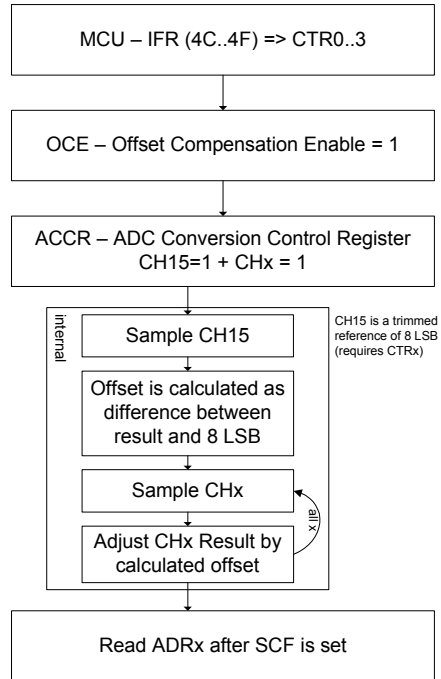 MCU – IFR (4C..4F) => CTR0..3
OCE – Offset Compensation Enable = 1
ACCR – ADC Conversion Control Register
CH15=1 + CHx = 1
internal
CH15 is a trimmed
reference of 8 LSB
(requires CTRx)
Sample CH15
Offset is calculated as
difference between
result and 8 LSB
Sample CHx
all x
Adjust CHx Result by
calculated offset
Read ADRx after SCF is set